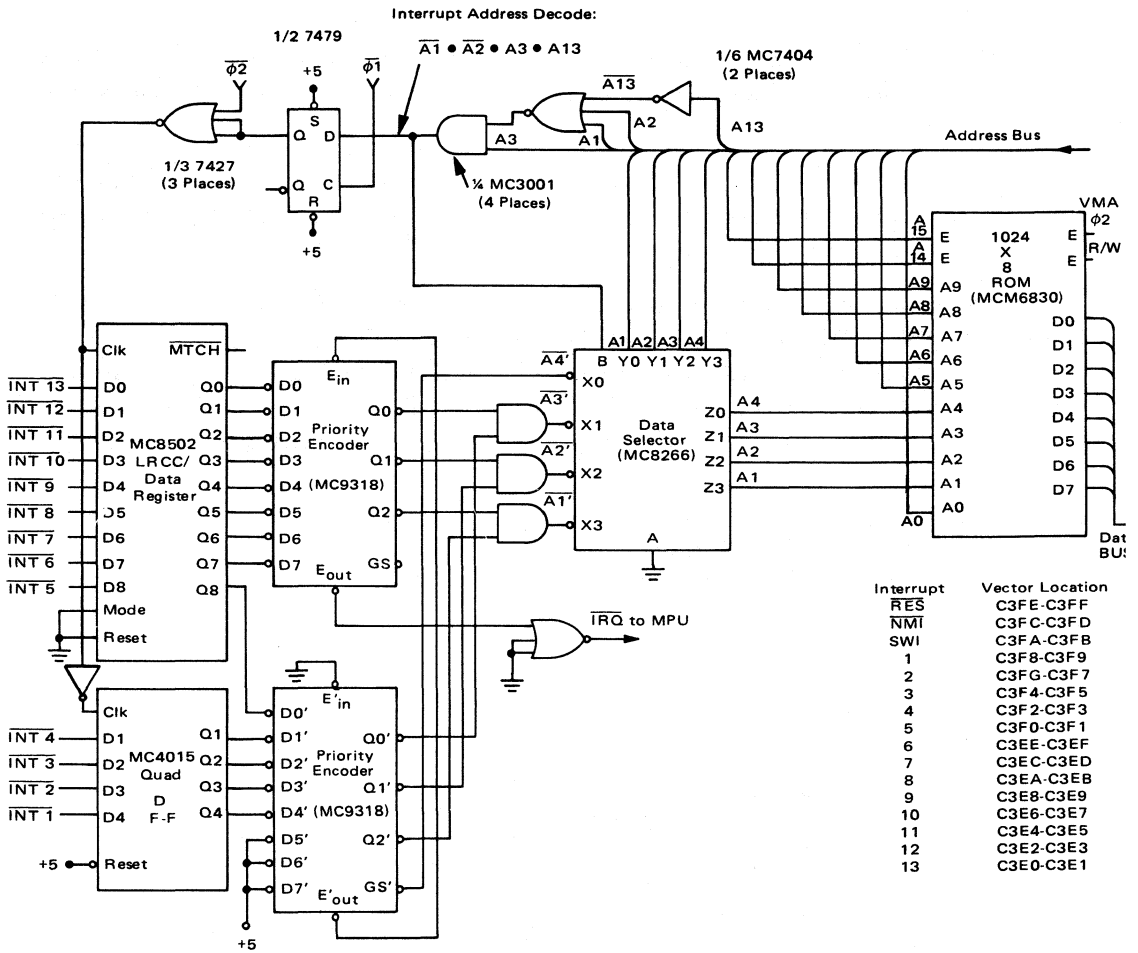 Interrupt Address Decode:
1/2 7479
A1 • A2 • A3 • A13
1/6 MC7404
(2 Places)
φ2
+5
φ1
A13
S
Q
D
Q
C
R
+5
A3
A2
A1
A13
Address Bus
1/3 7427
(3 Places)
¼ MC3001
(4 Places)
VMA
φ2
R/W
A
15
E
A
14
E
1024
X
8
ROM
(MCM6830)
E
E
A9
A9
A8
A8
A7
A7
A6
A6
A5
A5
A4
A3
A2
A1
A0
A0
D0
D1
D2
D3
D4
D5
D6
D7
Clk
MTCH
INT 13
D0
Q0
INT 12
D1
Q1
INT 11
D2
Q2
INT 10
D3
Q3
INT 9
D4
Q4
INT 8
D5
Q5
INT 7
D6
Q6
INT 6
D7
Q7
INT 5
D8
Q8
Mode
Reset
MC8502
LRCC/
Data
Register
Ein
D0
D1
D2
D3
D4
D5
D6
D7
Priority
Encoder
(MC9318)
Q0
Q1
Q2
GS
Eout
A4'
A3'
A2'
A1'
A1
A2
A3
A4
B
Y0
Y1
Y2
Y3
X0
X1
X2
X3
Data
Selector
(MC8266)
Z0
Z1
Z2
Z3
A
A4
A3
A2
A1
IRQ to MPU
Clk
INT 4
D1
Q1
INT 3
D2
Q2
INT 2
D3
Q3
INT 1
D4
Q4
MC4015
Quad
D
F-F
+5
Reset
E'in
D0'
D1'
D2'
D3'
D4'
D5'
D6'
D7'
Priority
Encoder
(MC9318)
Q0'
Q1'
Q2'
GS'
E'out
+5
Interrupt Vector Location
RES C3FE-C3FF
NMI C3FC-C3FD
SWI C3FA-C3FB
1 C3F8-C3F9
2 C3FG-C3F7
3 C3F4-C3F5
4 C3F2-C3F3
5 C3F0-C3F1
6 C3EE-C3EF
7 C3EC-C3ED
8 C3EA-C3EB
9 C3E8-C3E9
10 C3E6-C3E7
11 C3E4-C3E5
12 C3E2-C3E3
13 C3E0-C3E1